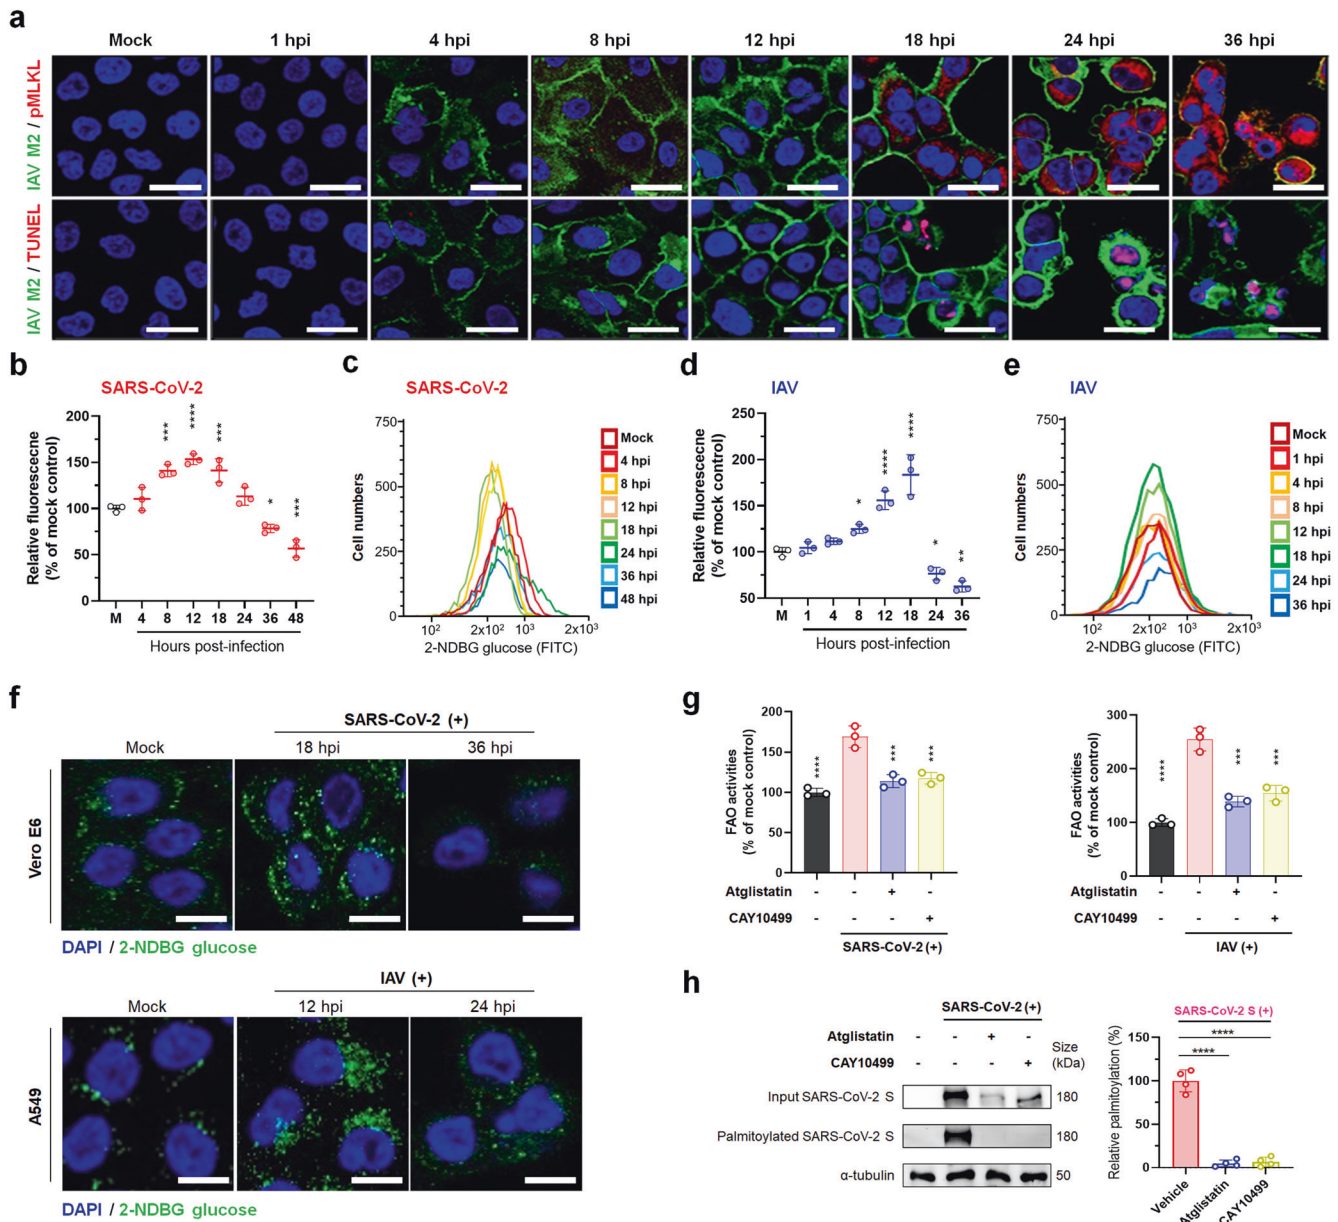 a
Mock 1 hpi 4 hpi 8 hpi 12 hpi 18 hpi 24 hpi 36 hpi
IAV M2 / pMLKL
IAV M2 / TUNEL
b
SARS-CoV-2
Relative fluorescecne
(% of mock control)
200
150
100
50
0
*** **** *** * ***
M 4 8 12 18 24 36 48
Hours post-infection
c
SARS-CoV-2
Cell numbers
750
500
250
0
10² 2x10² 10³ 2x10³
2-NDBG glucose (FITC)
Mock
4 hpi
8 hpi
12 hpi
18 hpi
24 hpi
36 hpi
48 hpi
d
IAV
Relative fluorescecne
(% of mock control)
250
200
150
100
50
* **** **** * **
M 1 4 8 12 18 24 36
Hours post-infection
e
IAV
Cell numbers
750
500
250
0
10² 2x10² 10³ 2x10³
2-NDBG glucose (FITC)
Mock
1 hpi
4 hpi
8 hpi
12 hpi
18 hpi
24 hpi
36 hpi
f
SARS-CoV-2 (+)
Mock 18 hpi 36 hpi
Vero E6
DAPI / 2-NDBG glucose
IAV (+)
Mock 12 hpi 24 hpi
A549
DAPI / 2-NDBG glucose
g
FAO activities
(% of mock control)
200
150
100
50
0
**** *** ***
Atglistatin - - + -
CAY10499 - - - +
SARS-CoV-2 (+)
FAO activities
(% of mock control)
300
200
100
0
**** *** ***
Atglistatin - - + -
CAY10499 - - - +
IAV (+)
h
SARS-CoV-2 (+)
Atglistatin - - + -
CAY10499 - - - +
Size
(kDa)
Input SARS-CoV-2 S 180
Palmitoylated SARS-CoV-2 S 180
α-tubulin 50
SARS-CoV-2 S (+)
Relative palmitoylation (%)
150
100
50
0
****
****
Vehicle
Atglistatin
CAY10499